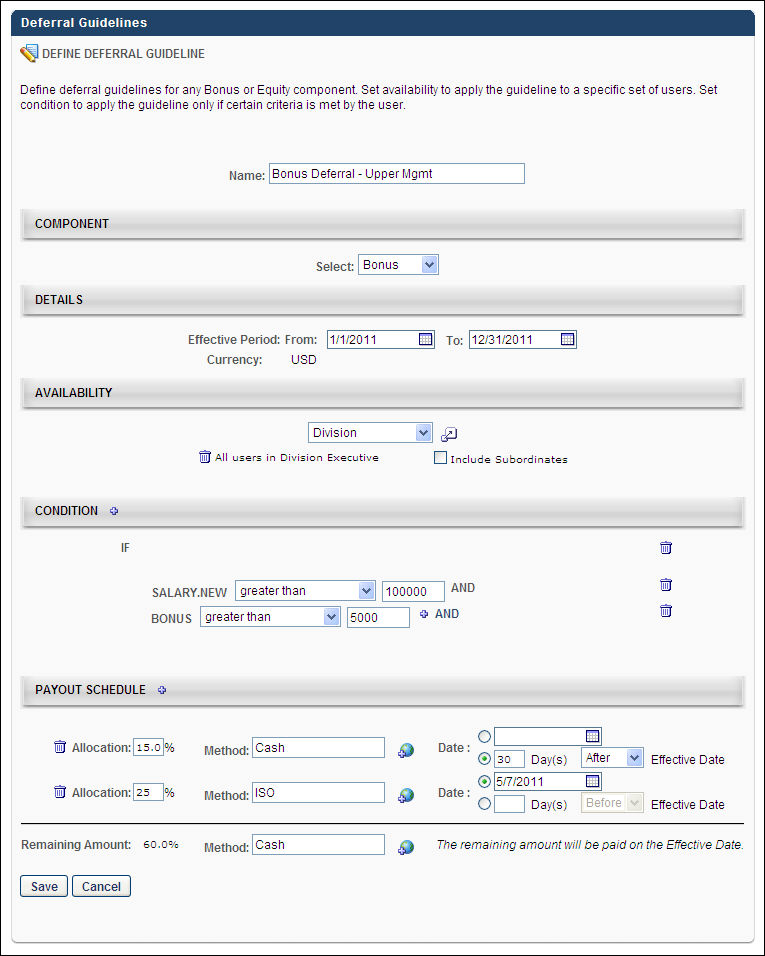 Deferral Guidelines
DEFINE DEFERRAL GUIDELINE
Define deferral guidelines for any Bonus or Equity component. Set availability to apply the guideline to a specific set of users. Set
condition to apply the guideline only if certain criteria is met by the user.
Name: Bonus Deferral - Upper Mgmt
COMPONENT
Select: Bonus
DETAILS
Effective Period: From: 1/1/2011 To: 12/31/2011
Currency: USD
AVAILABILITY
Division
All users in Division Executive Include Subordinates
CONDITION
IF
SALARY.NEW greater than 100000 AND
BONUS greater than 5000 AND
PAYOUT SCHEDULE
Allocation: 15.0 % Method: Cash Date :
30 Day(s) After Effective Date
Allocation: 25 % Method: ISO Date : 5/7/2011
Day(s) Before Effective Date
Remaining Amount: 60.0% Method: Cash The remaining amount will be paid on the Effective Date.
Save Cancel